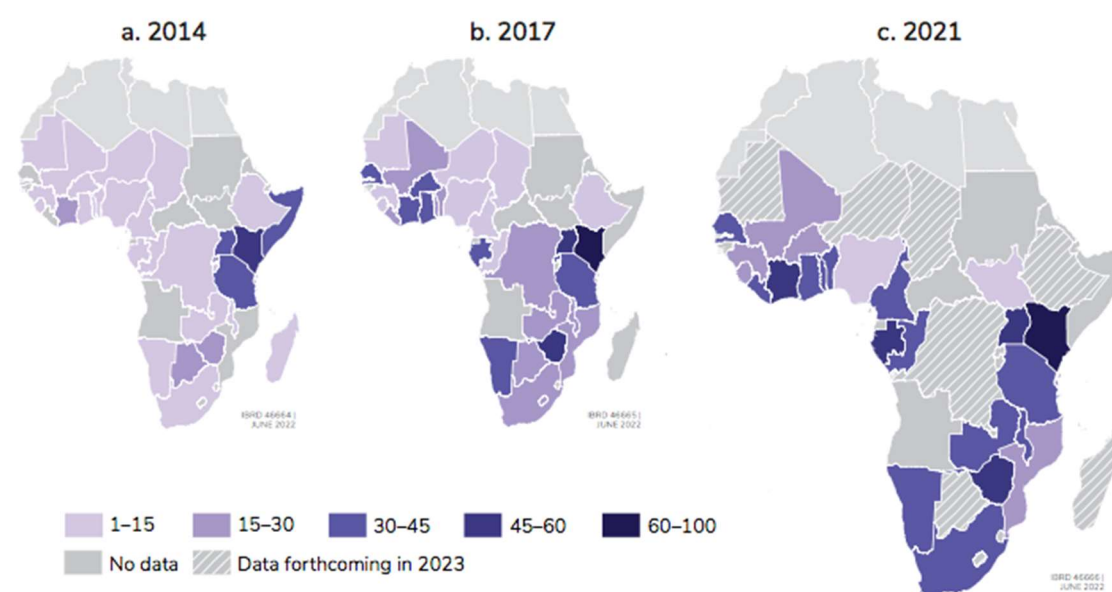 a. 2014
b. 2017
c. 2021
IBRD 46664 |
JUNE 2022
IBRD 46665 |
JUNE 2022
IBRD 46666 |
JUNE 2022
1–15
15–30
30–45
45–60
60–100
No data
Data forthcoming in 2023